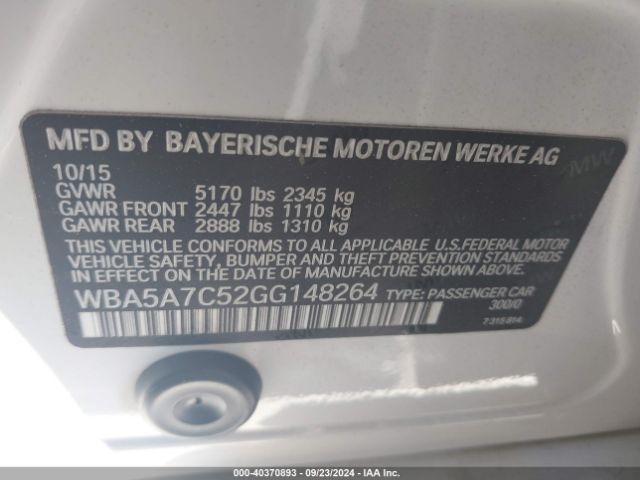 MFD BY BAYERISCHE MOTOREN WERKE AG
10/15
GVWR 5170 lbs 2345 kg
GAWR FRONT 2447 lbs 1110 kg
GAWR REAR 2888 lbs 1310 kg
THIS VEHICLE CONFORMS TO ALL APPLICABLE U.S.FEDERAL MOTOR
VEHICLE SAFETY, BUMPER AND THEFT PREVENTION STANDARDS
IN EFFECT ON THE DATE OF MANUFACTURE SHOWN ABOVE.
WBA5A7C52GG148264 TYPE: PASSENGER CAR
300/0
7 315 814
000-40370893 - 09/23/2024 - IAA Inc.